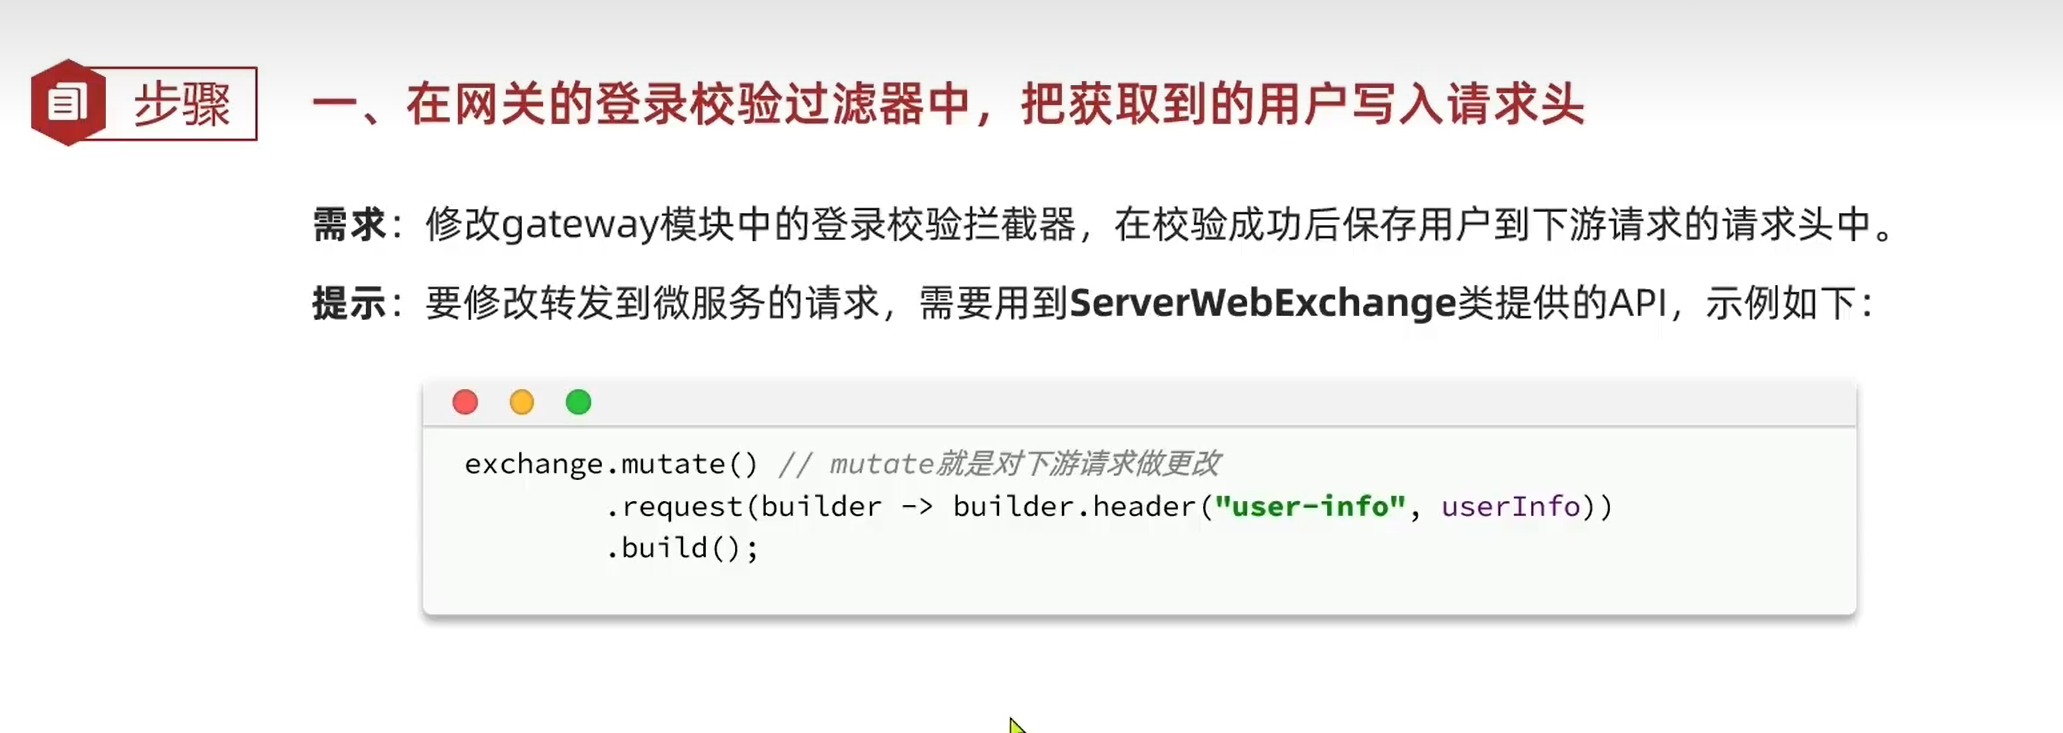 步骤
一、在网关的登录校验过滤器中，把获取到的用户写入请求头
需求：修改gateway模块中的登录校验拦截器，在校验成功后保存用户到下游请求的请求头中。
提示：要修改转发到微服务的请求，需要用到ServerWebExchange类提供的API，示例如下：
exchange.mutate() // mutate就是对下游请求做更改
.request(builder -> builder.header("user-info", userInfo))
.build();